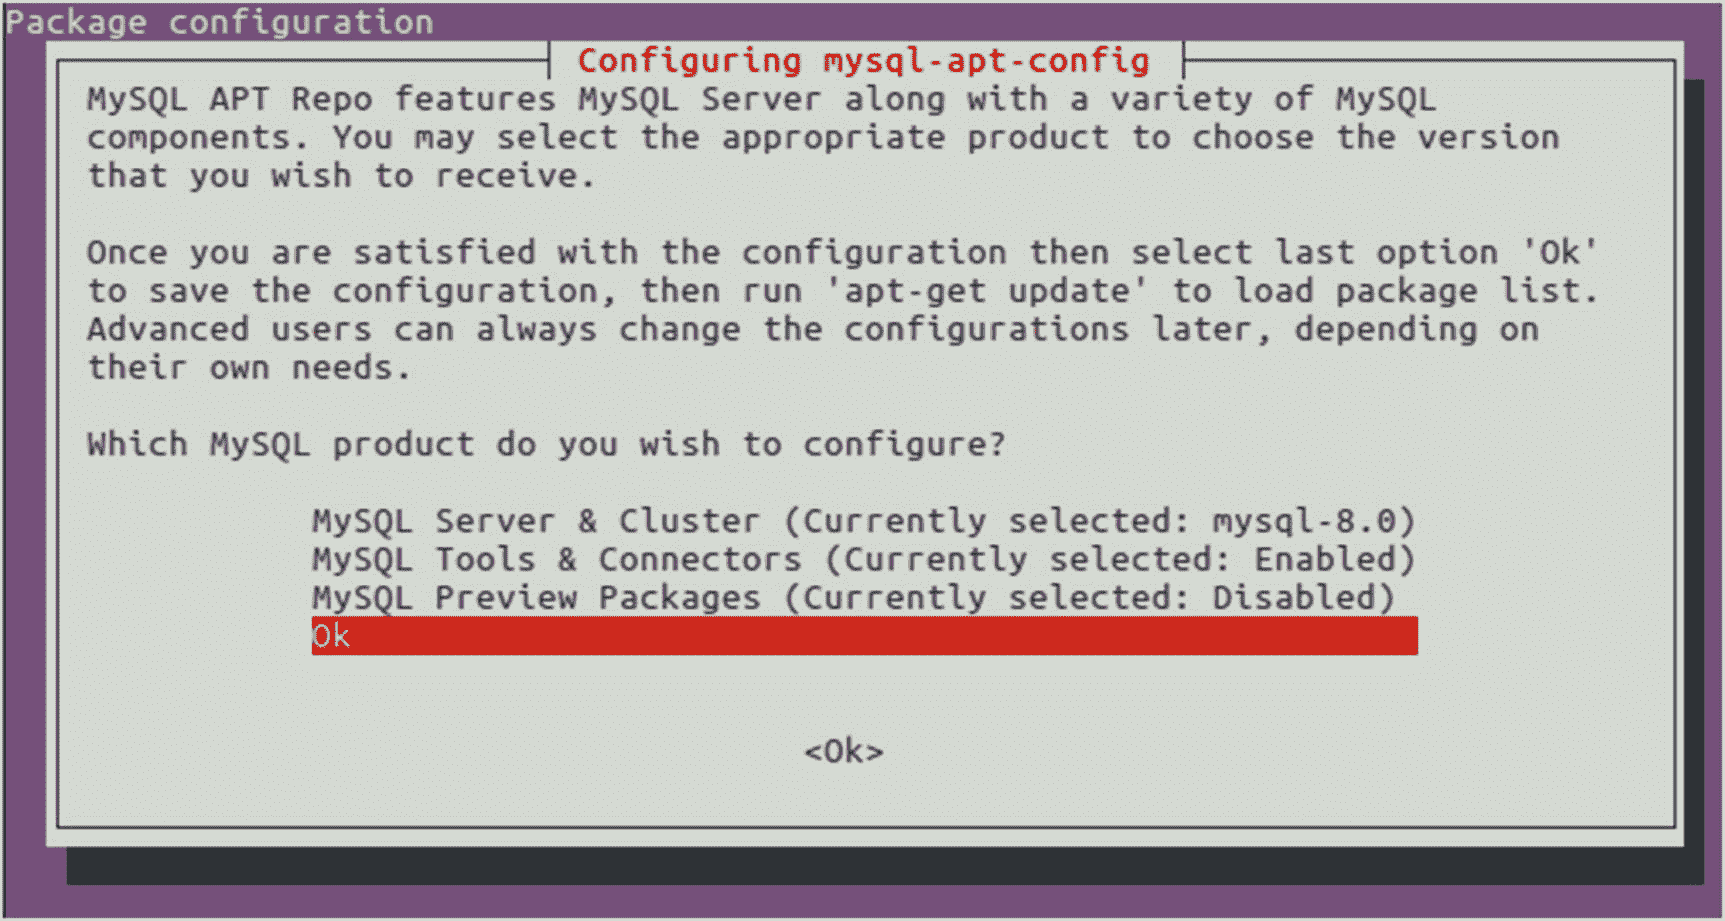 Package configuration
Configuring mysql-apt-config
MySQL APT Repo features MySQL Server along with a variety of MySQL
components. You may select the appropriate product to choose the version
that you wish to receive.
Once you are satisfied with the configuration then select last option 'Ok'
to save the configuration, then run 'apt-get update' to load package list.
Advanced users can always change the configurations later, depending on
their own needs.
Which MySQL product do you wish to configure?
MySQL Server & Cluster (Currently selected: mysql-8.0)
MySQL Tools & Connectors (Currently selected: Enabled)
MySQL Preview Packages (Currently selected: Disabled)
Ok
<Ok>